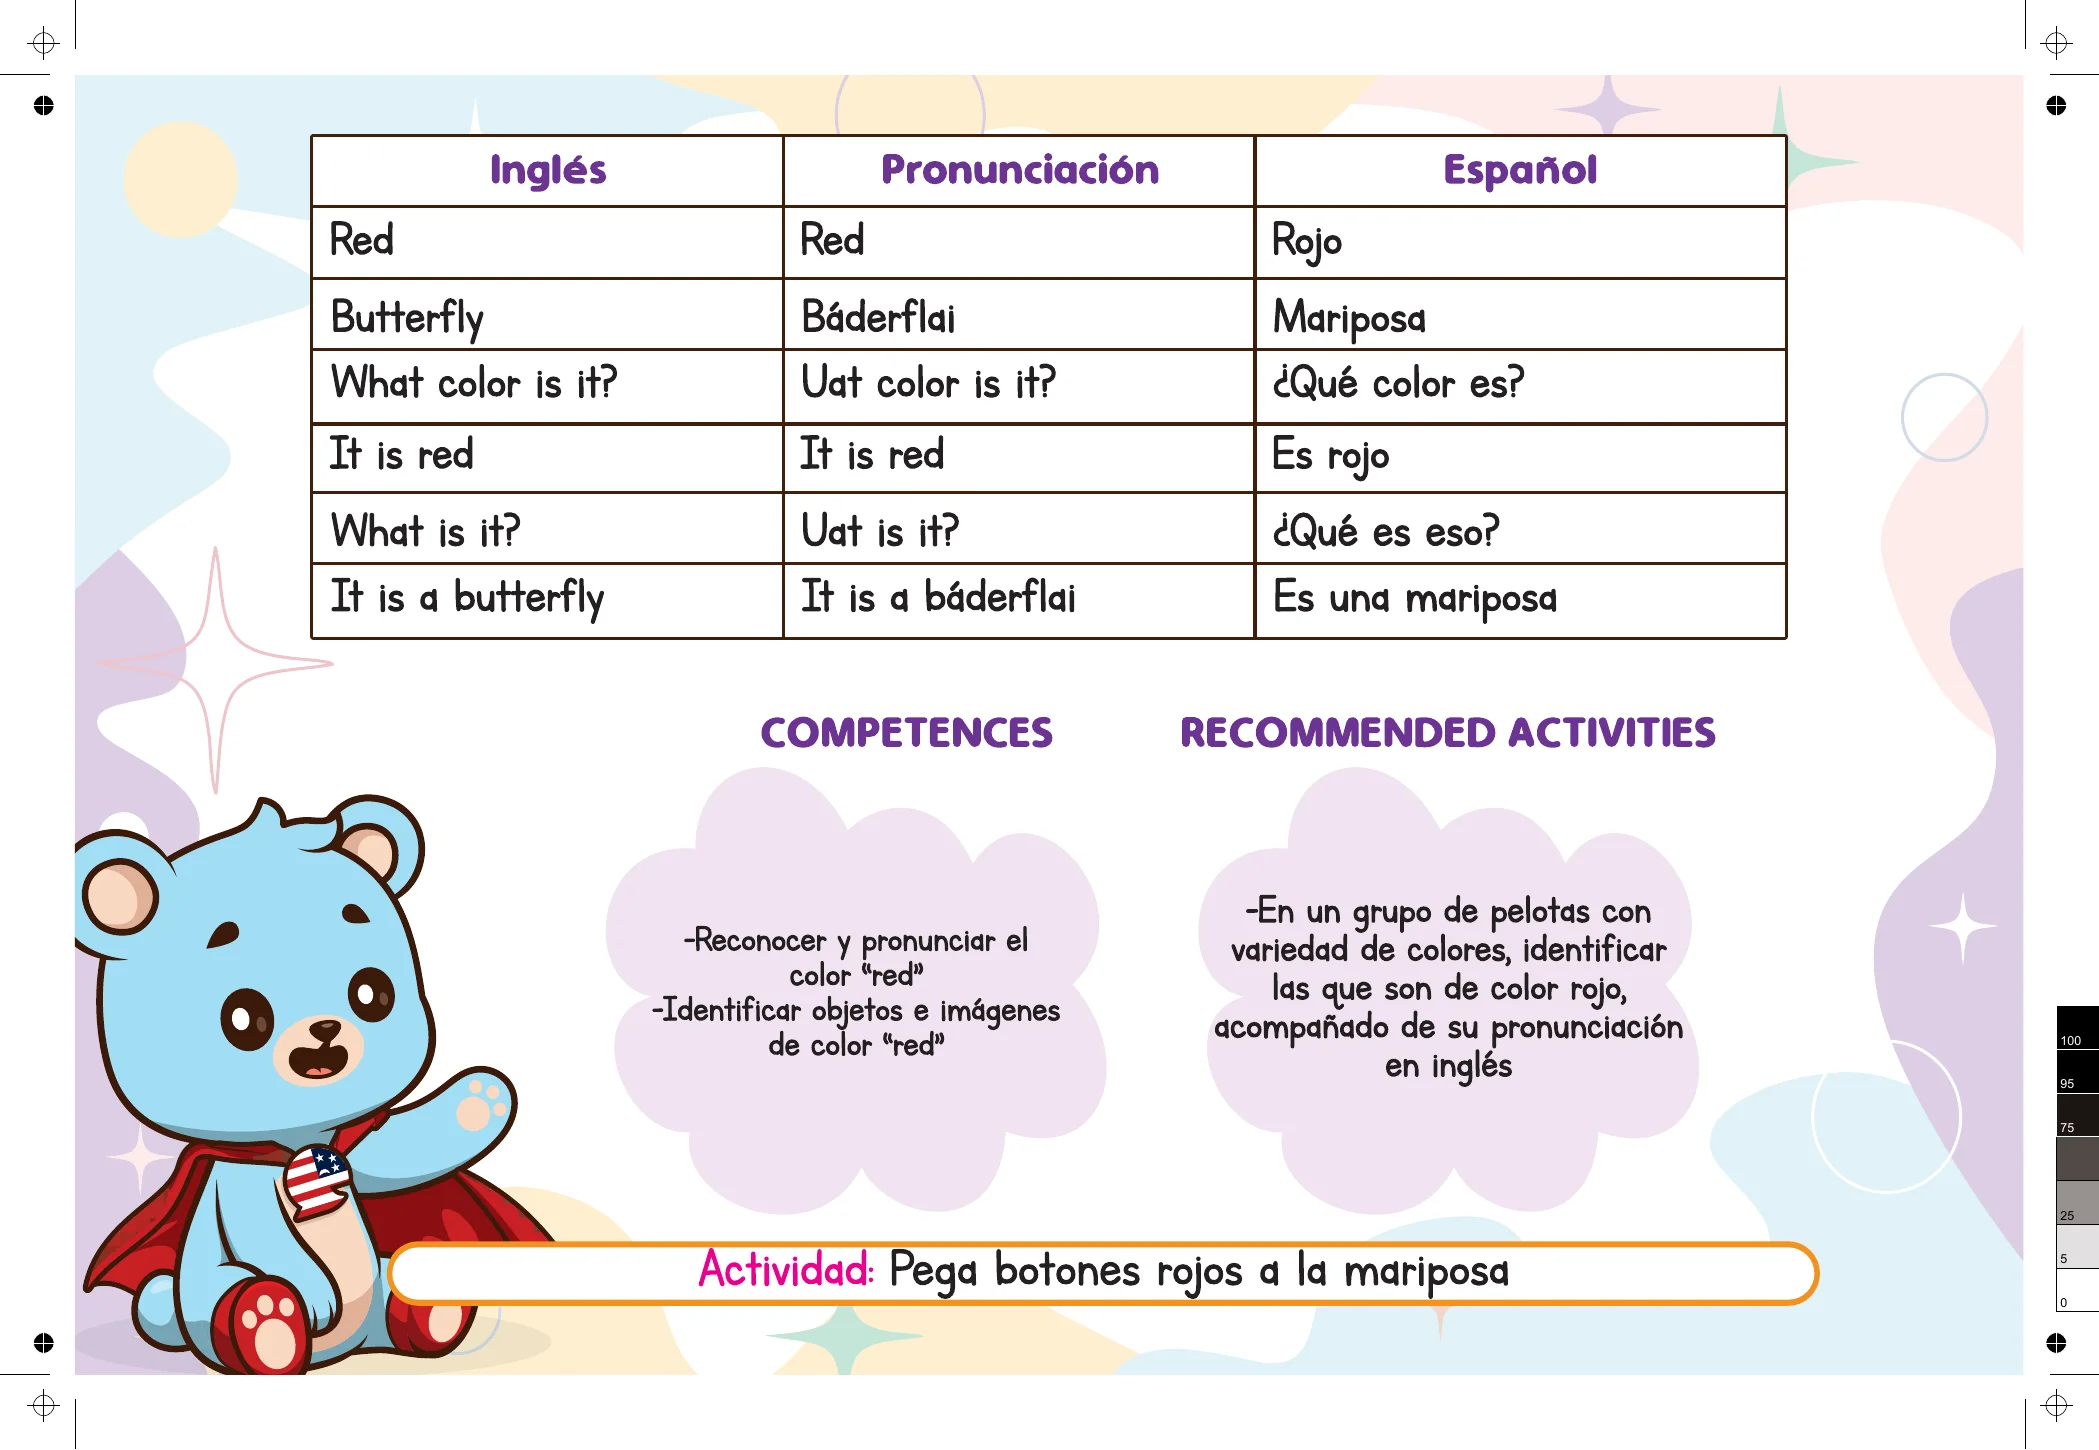 Inglés Pronunciación Español
Red Red Rojo
Butterfly Báderflai Mariposa
What color is it? Uat color is it? ¿Qué color es?
It is red It is red Es rojo
What is it? Uat is it? ¿Qué es eso?
It is a butterfly It is a báderflai Es una mariposa
COMPETENCES
-Reconocer y pronunciar el
color “red”
-Identificar objetos e imágenes
de color “red”
RECOMMENDED ACTIVITIES
-En un grupo de pelotas con
variedad de colores, identificar
las que son de color rojo,
acompañado de su pronunciación
en inglés
Actividad: Pega botones rojos a la mariposa
100
95
75
25
5
0